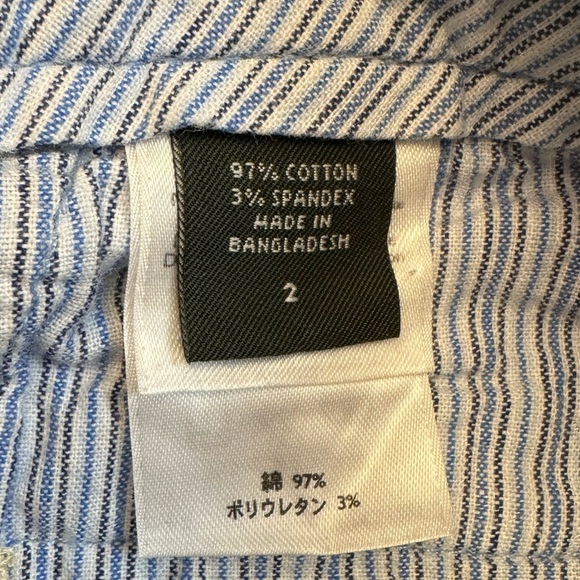 97% COTTON
3% SPANDEX
MADE IN
BANGLADESH
2
綿 97%
ポリウレタン 3%